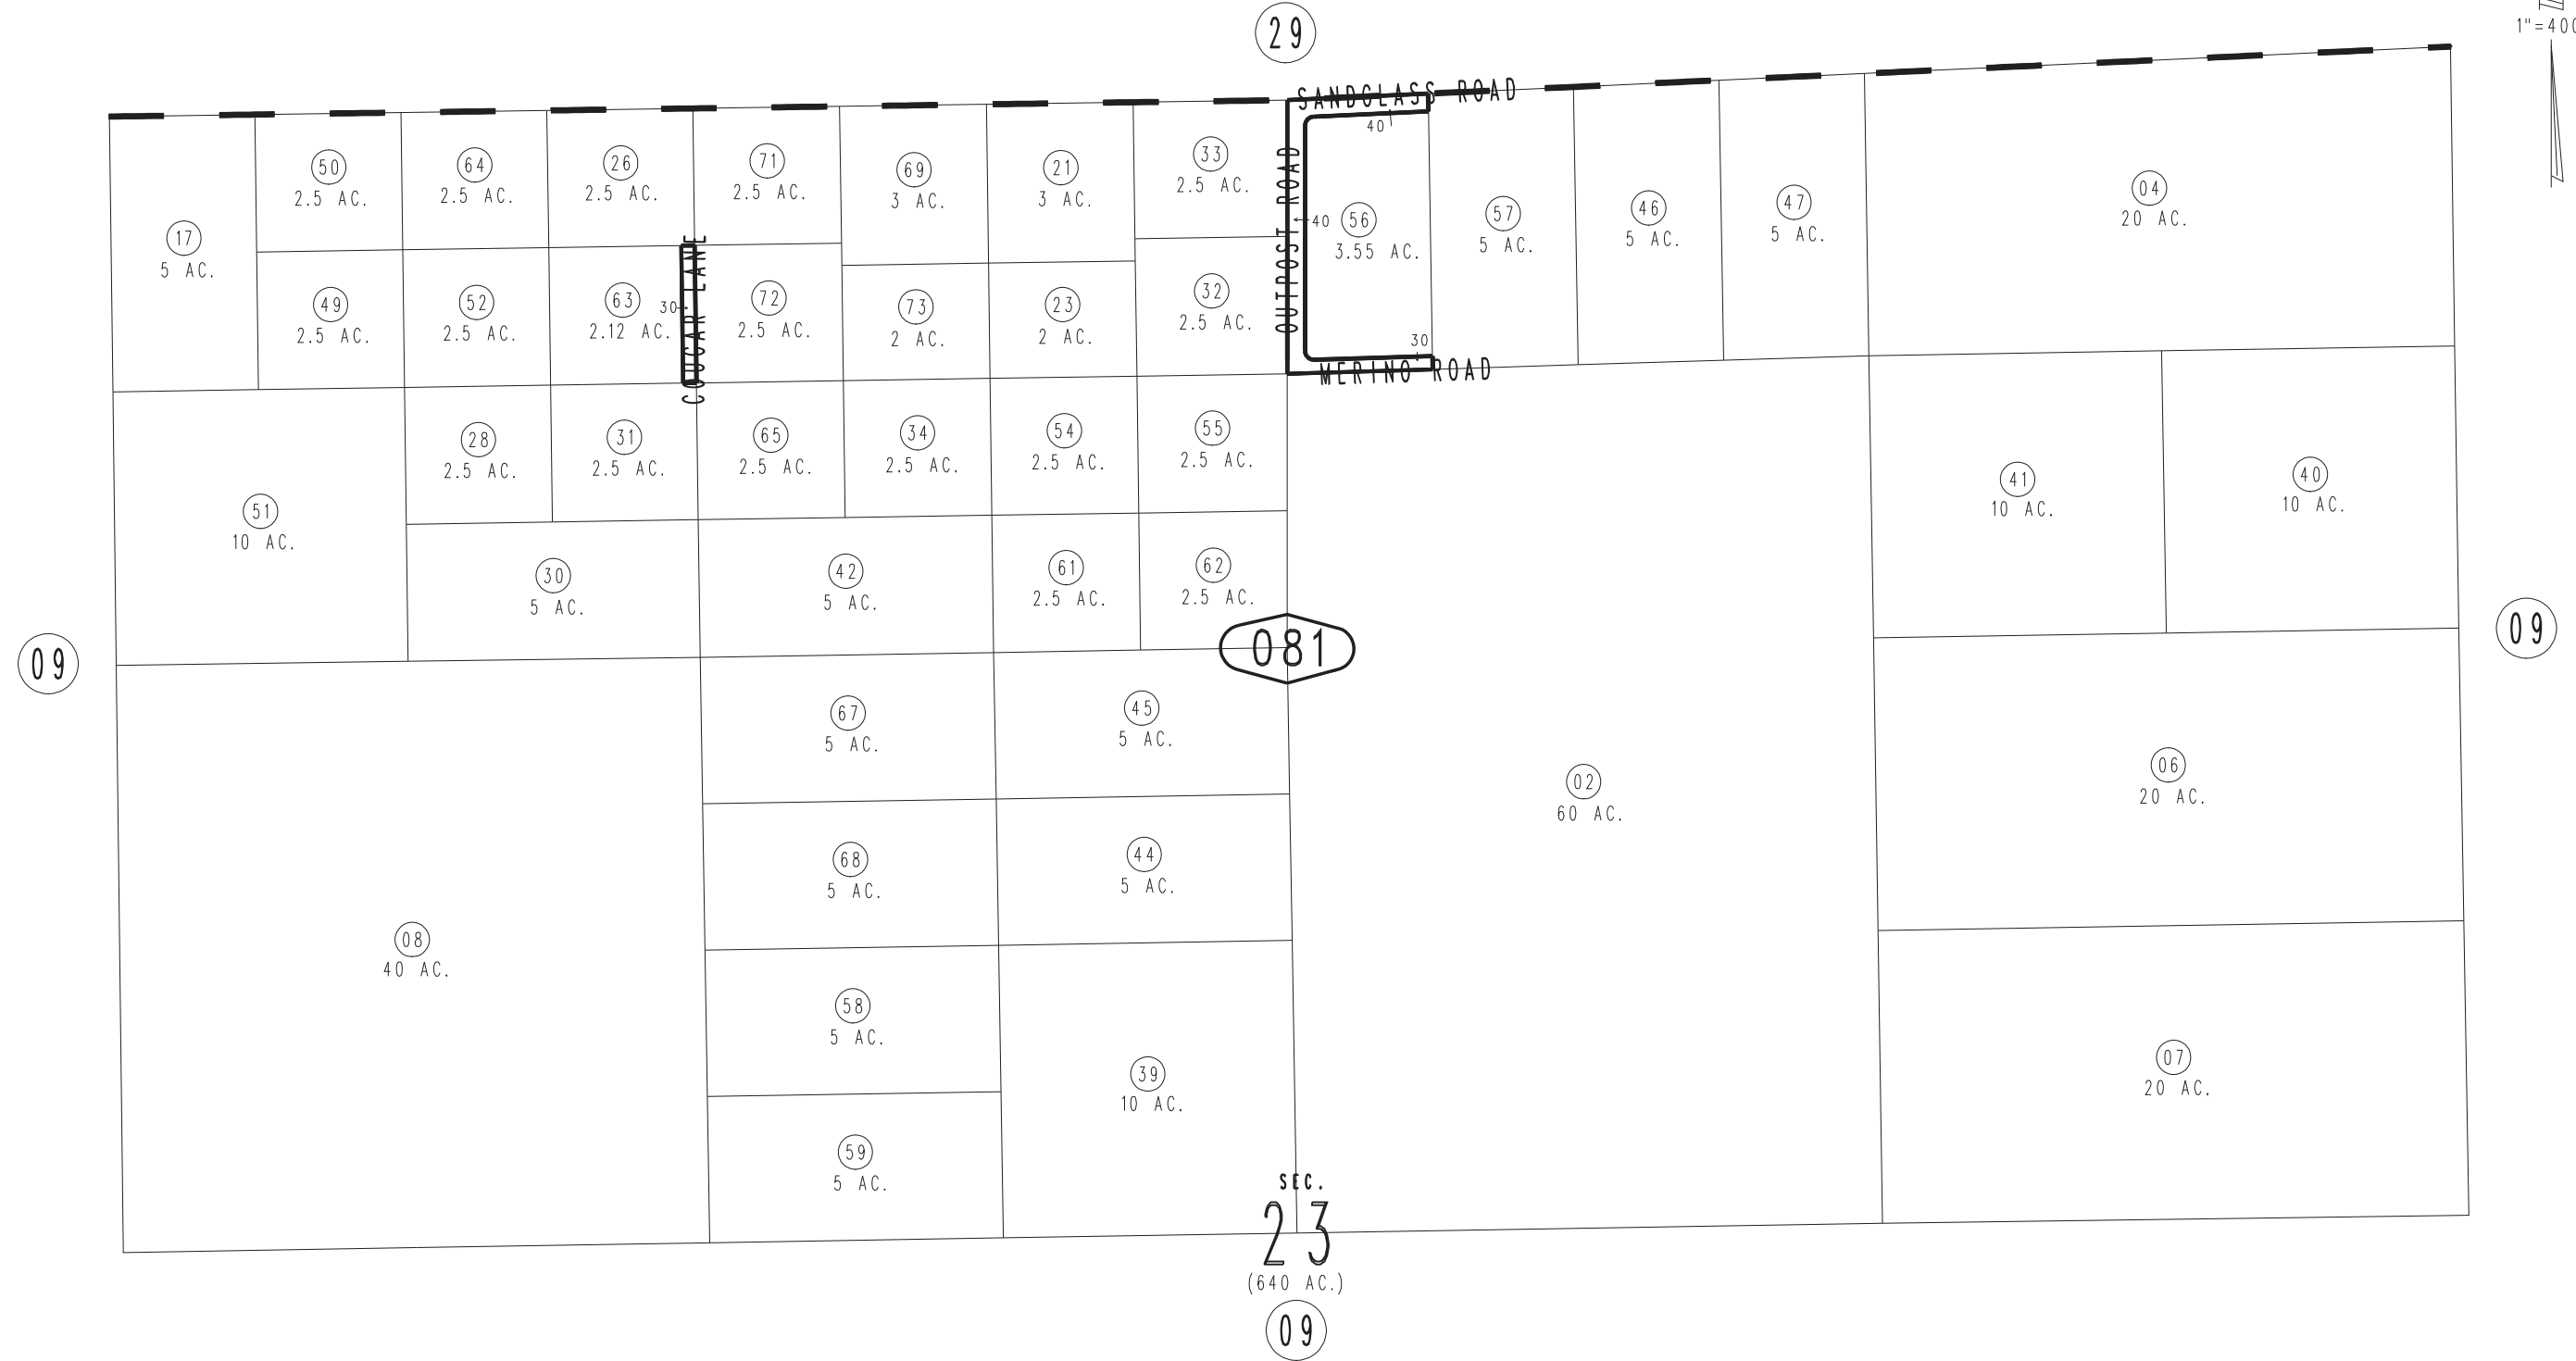 29
1"=400
SANDGLASS ROAD
40
50
2.5 AC.
64
2.5 AC.
26
2.5 AC.
71
2.5 AC.
69
3 AC.
21
3 AC.
33
2.5 AC.
OUTPOST ROAD
40
56
3.55 AC.
57
5 AC.
46
5 AC.
47
5 AC.
04
20 AC.
17
5 AC.
49
2.5 AC.
52
2.5 AC.
63
2.12 AC.
30
COUGAR LANE
72
2.5 AC.
73
2 AC.
23
2 AC.
32
2.5 AC.
30
MERINO ROAD
51
10 AC.
28
2.5 AC.
31
2.5 AC.
65
2.5 AC.
34
2.5 AC.
54
2.5 AC.
55
2.5 AC.
41
10 AC.
40
10 AC.
30
5 AC.
42
5 AC.
61
2.5 AC.
62
2.5 AC.
09
081
09
67
5 AC.
45
5 AC.
02
60 AC.
06
20 AC.
68
5 AC.
44
5 AC.
08
40 AC.
58
5 AC.
39
10 AC.
07
20 AC.
59
5 AC.
SEC.
23
(640 AC.)
09